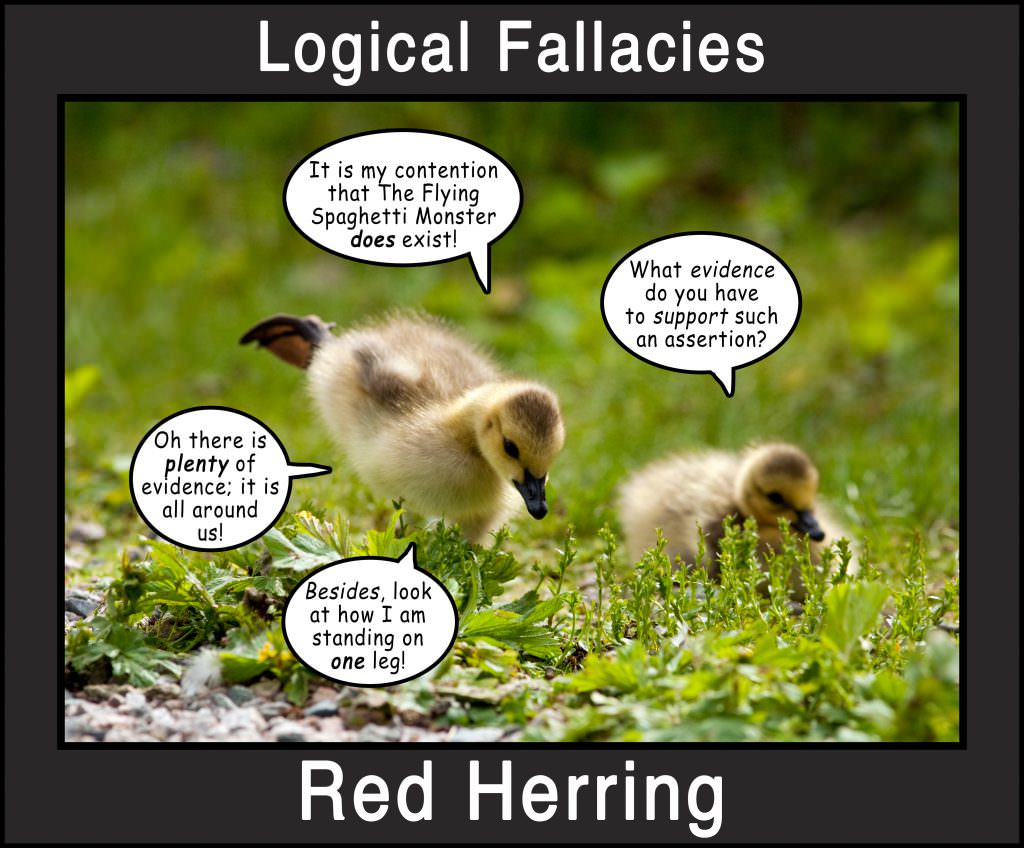 Logical Fallacies
It is my contention
that The Flying
Spaghetti Monster
does exist!
What evidence
do you have
to support such
an assertion?
Oh there is
plenty of
evidence; it is
all around
us!
Besides, look
at how I am
standing on
one leg!
Red Herring